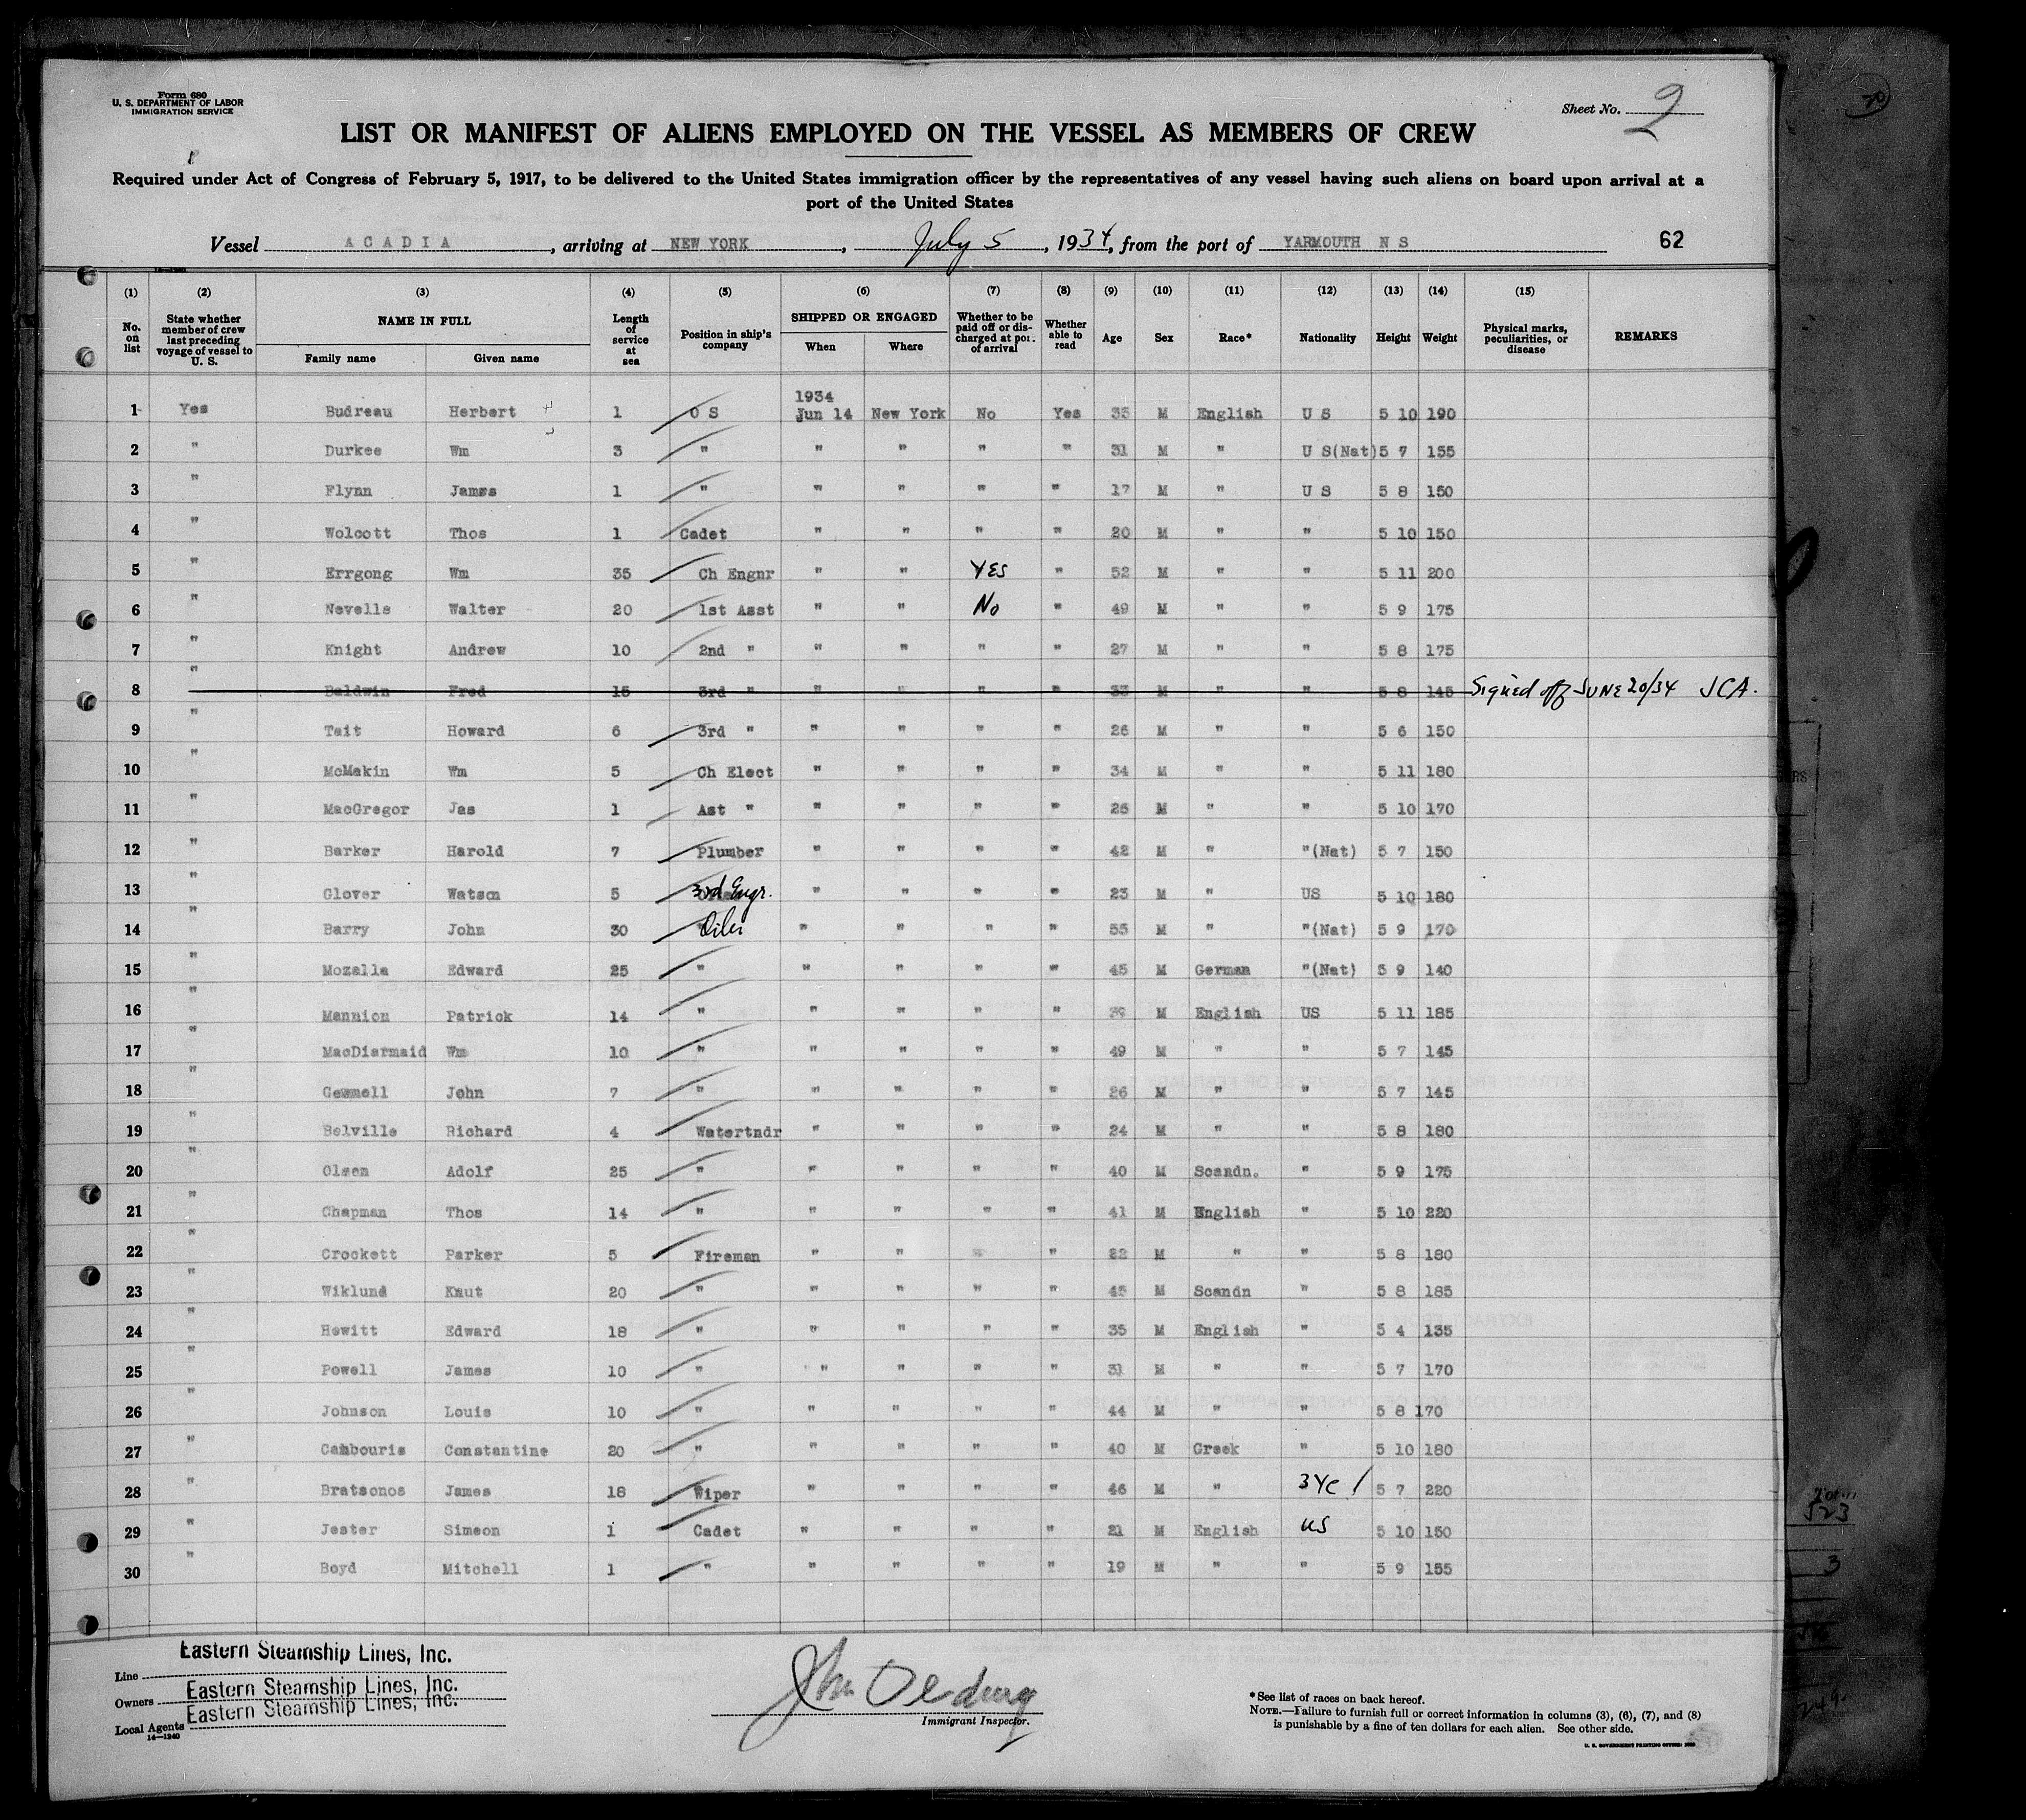 Form 680
U. S. DEPARTMENT OF LABOR
IMMIGRATION SERVICE
Sheet No. 2
LIST OR MANIFEST OF ALIENS EMPLOYED ON THE VESSEL AS MEMBERS OF CREW
Required under Act of Congress of February 5, 1917, to be delivered to the United States immigration officer by the representatives of any vessel having such aliens on board upon arrival at a
port of the United States
Vessel ACADIA, arriving at NEW YORK, July 5, 1934, from the port of YARMOUTH N S 62
(1) (2) (3) (4) (5) (6) (7) (8) (9) (10) (11) (12) (13) (14) (15)
No. on list State whether member of crew last preceding voyage of vessel to U. S. NAME IN FULL Family name Given name Length of service at sea Position in ship's company SHIPPED OR ENGAGED When Where Whether to be paid off or discharged at port of arrival Whether able to read Age Sex Race* Nationality Height Weight Physical marks, peculiarities, or disease REMARKS
1 Yes Budreau Herbert 1 O S 1934 Jun 14 New York No Yes 35 M English U S 5 10 190
2 " Durkee Wm 3 " " " " " 31 M " U S(Nat) 5 7 155
3 " Flynn James 1 " " " " " 17 M " U S 5 8 150
4 " Wolcott Thos 1 Cadet " " " " 20 M " " 5 10 150
5 " Errgong Wm 35 Ch Engnr " " YES " 52 M " " 5 11 200
6 " Nevells Walter 20 1st Asst " " No " 49 M " " 5 9 175
7 " Knight Andrew 10 2nd " " " " " 27 M " " 5 8 175
8 " Baldwin Fred 15 3rd " " " " " 33 M " " 5 8 145 Signed off JUNE 20/34 JCA.
9 " Tait Howard 6 3rd " " " " " 26 M " " 5 6 150
10 " McMakin Wm 5 Ch Elect " " " " 34 M " " 5 11 180
11 " MacGregor Jas 1 Ast " " " " " 26 M " " 5 10 170
12 " Barker Harold 7 Plumber " " " " 42 M " "(Nat) 5 7 150
13 " Glover Watson 5 3rd Engr. " " " " 23 M " US 5 10 180
14 " Barry John 30 Oiler " " " " 55 M " "(Nat) 5 9 170
15 " Mozalla Edward 25 " " " " " 45 M German "(Nat) 5 9 140
16 " Mannion Patrick 14 " " " " " 39 M English US 5 11 185
17 " MacDiarmaid Wm 10 " " " " " 49 M " " 5 7 145
18 " Gemmell John 7 " " " " " 26 M " " 5 7 145
19 " Belville Richard 4 Watertndr " " " " 24 M " " 5 8 180
20 " Olsen Adolf 25 " " " " " 40 M Scandn. " 5 9 175
21 " Chapman Thos 14 " " " " " 41 M English " 5 10 220
22 " Crockett Parker 5 Fireman " " " " 22 M " " 5 8 180
23 " Wiklund Knut 20 " " " " " 45 M Scandn " 5 8 185
24 " Hewitt Edward 18 " " " " " 35 M English " 5 4 135
25 " Powell James 10 " " " " " 31 M " " 5 7 170
26 " Johnson Louis 10 " " " " " 44 M " " 5 8 170
27 " Cambouris Constantine 20 " " " " " 40 M Greek " 5 10 180
28 " Bratsonos James 18 Wiper " " " " 46 M " 5 7 220
29 " Jester Simeon 1 Cadet " " " " 21 M English US 5 10 150
30 " Boyd Mitchell 1 " " " " " 19 M " " 5 9 155
Line Eastern Steamship Lines, Inc.
Owners Eastern Steamship Lines, Inc.
Local Agents Eastern Steamship Lines, Inc.
14—1240
Immigrant Inspector.
*See list of races on back hereof.
NOTE.—Failure to furnish full or correct information in columns (3), (6), (7), and (8)
is punishable by a fine of ten dollars for each alien. See other side.